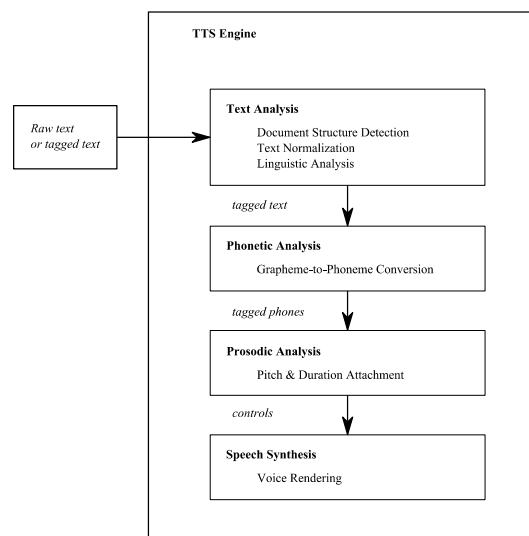 TTS Engine
Raw text
or tagged text
Text Analysis
Document Structure Detection
Text Normalization
Linguistic Analysis
tagged text
Phonetic Analysis
Grapheme-to-Phoneme Conversion
tagged phones
Prosodic Analysis
Pitch & Duration Attachment
controls
Speech Synthesis
Voice Rendering